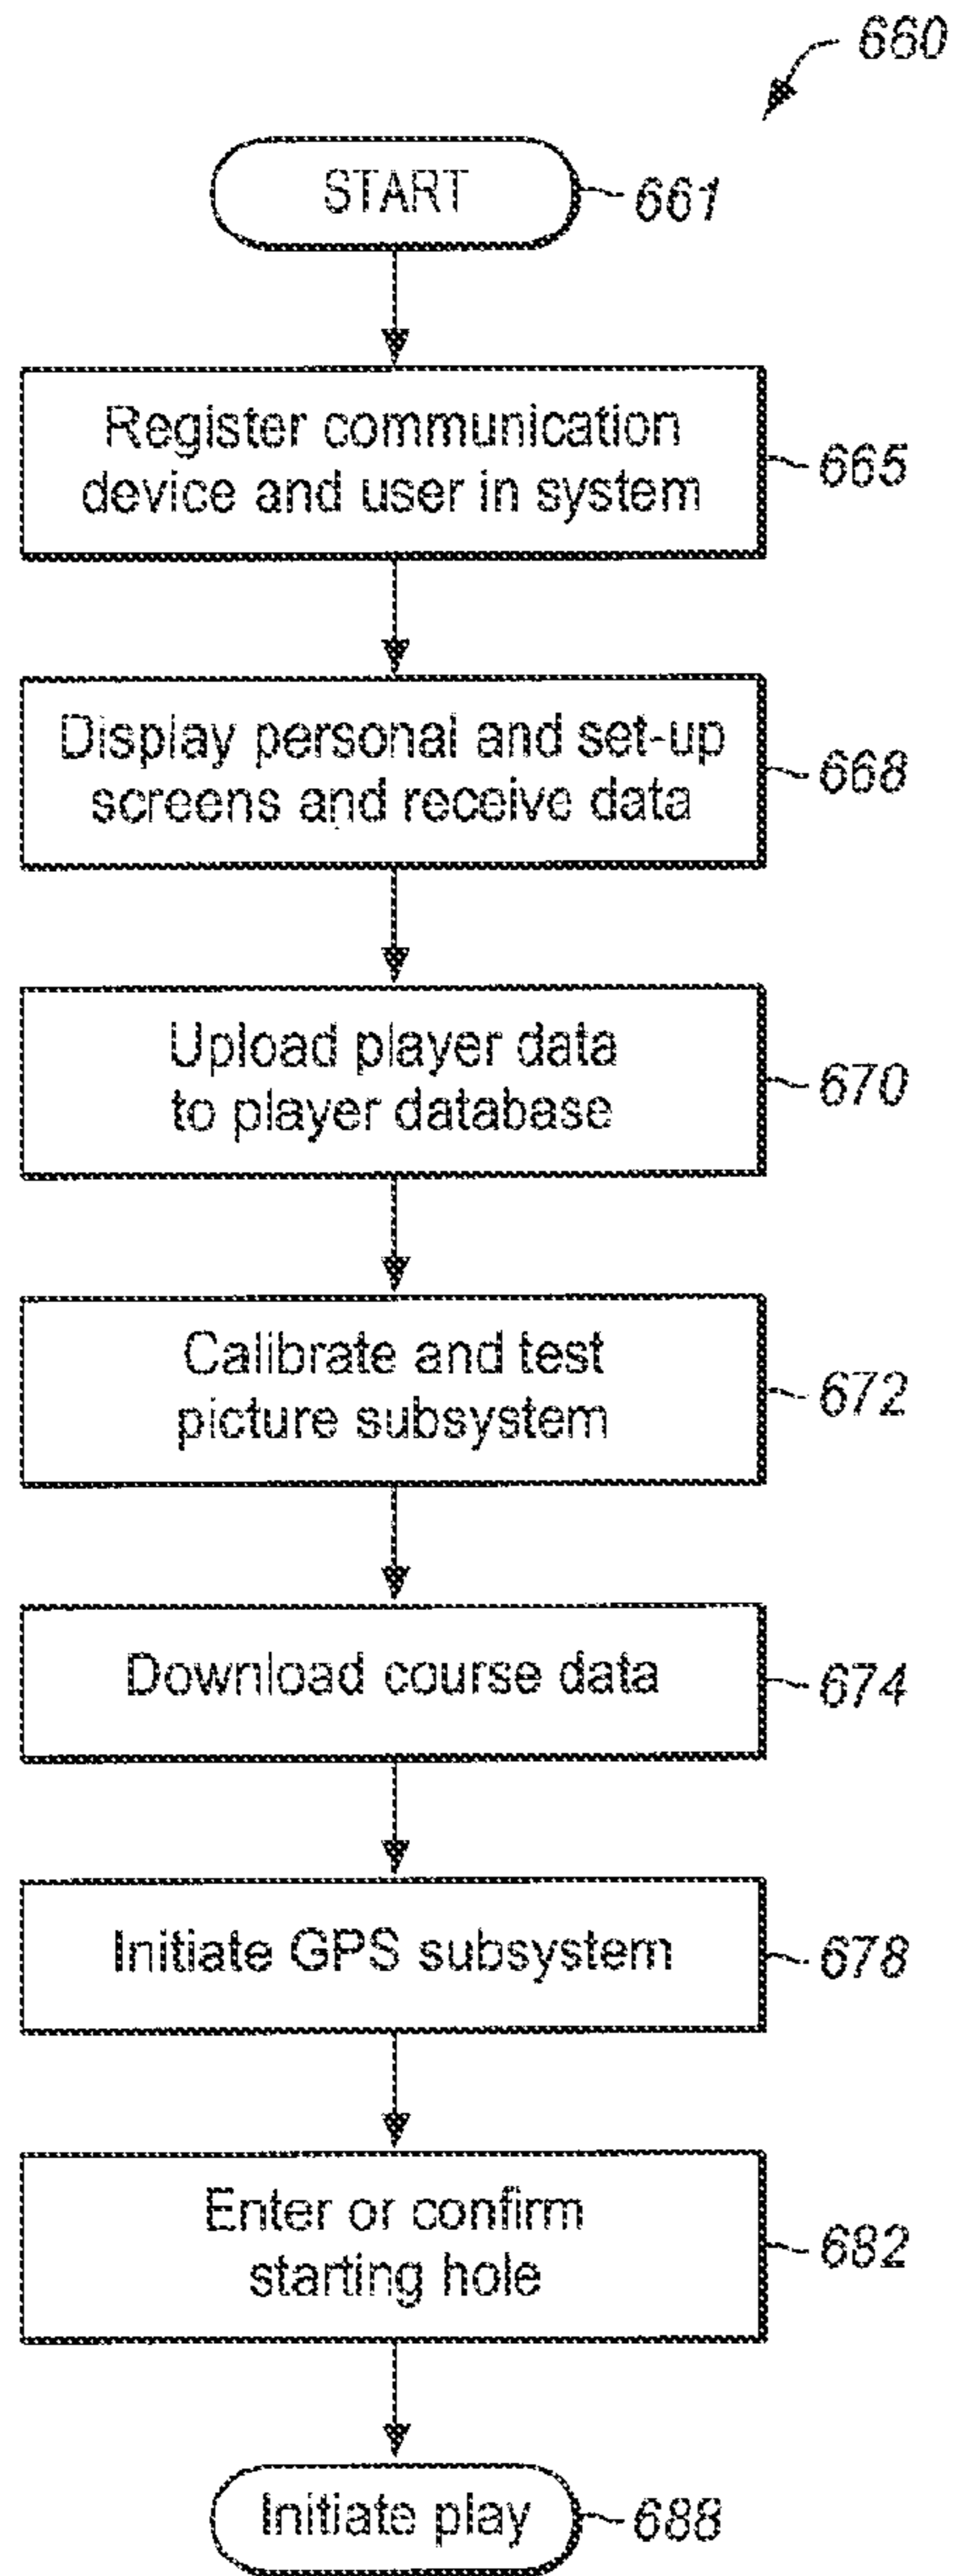 660
START
661
Register communication
device and user in system
665
Display personal and set-up
screens and receive data
668
Upload player data
to player database
670
Calibrate and test
picture subsystem
672
Download course data
674
Initiate GPS subsystem
678
Enter or confirm
starting hole
682
Initiate play
688